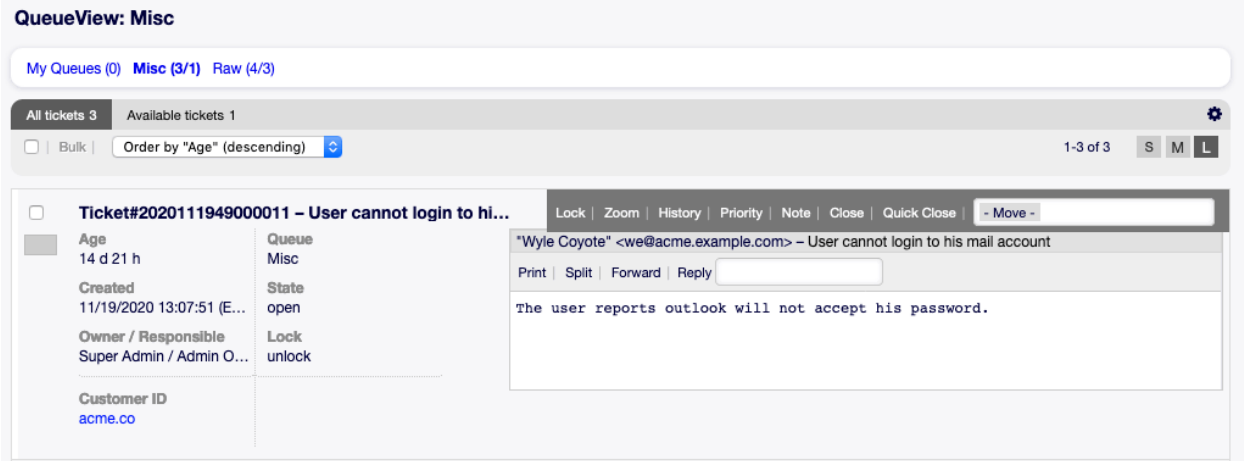 QueueView: Misc
My Queues (0) Misc (3/1) Raw (4/3)
All tickets 3 Available tickets 1
Bulk Order by "Age" (descending) 1-3 of 3 S M L
Ticket#2020111949000011 – User cannot login to hi… Lock Zoom History Priority Note Close Quick Close - Move -
Age Queue
14 d 21 h Misc
Created State
11/19/2020 13:07:51 (E… open
Owner / Responsible Lock
Super Admin / Admin O… unlock
Customer ID
acme.co
"Wyle Coyote" <we@acme.example.com> – User cannot login to his mail account
Print Split Forward Reply
The user reports outlook will not accept his password.